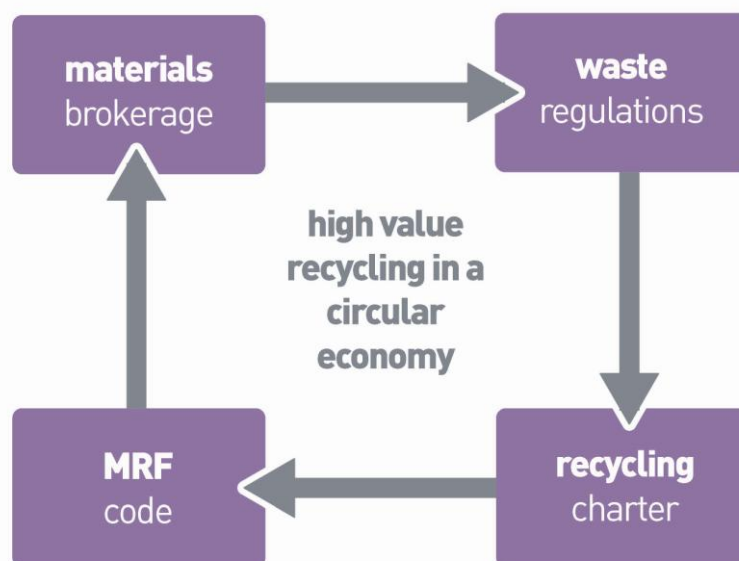 materials
brokerage
waste
regulations
high value
recycling in a
circular
economy
MRF
code
recycling
charter